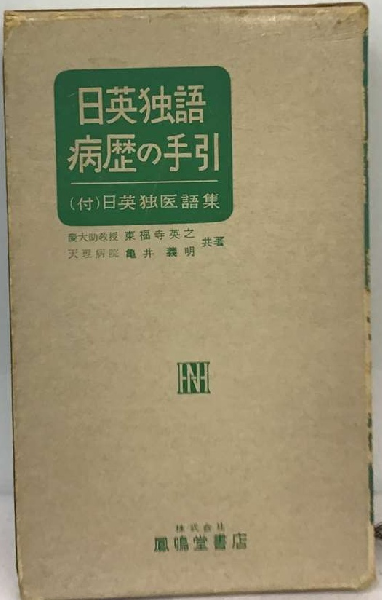 日英独語
病歴の手引
(付)日英独医語集
慶大助教授 東福寺英之
天恩病院 亀井義明
共著
HNH
株式会社
鳳鳴堂書店